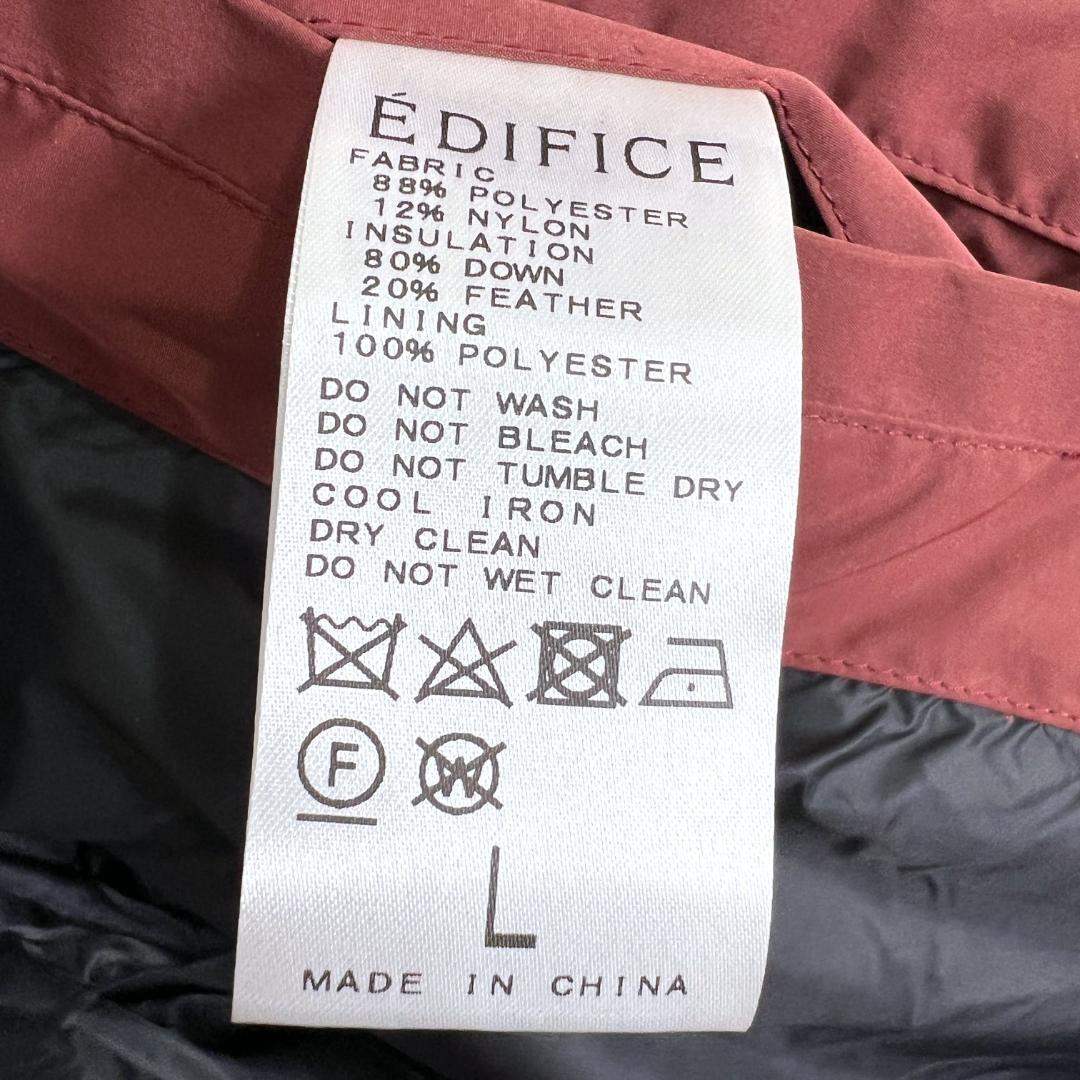 ÉDIFICE
FABRIC
88% POLYESTER
12% NYLON
INSULATION
80% DOWN
20% FEATHER
LINING
100% POLYESTER
DO NOT WASH
DO NOT BLEACH
DO NOT TUMBLE DRY
COOL IRON
DRY CLEAN
DO NOT WET CLEAN
F W
L
MADE IN CHINA